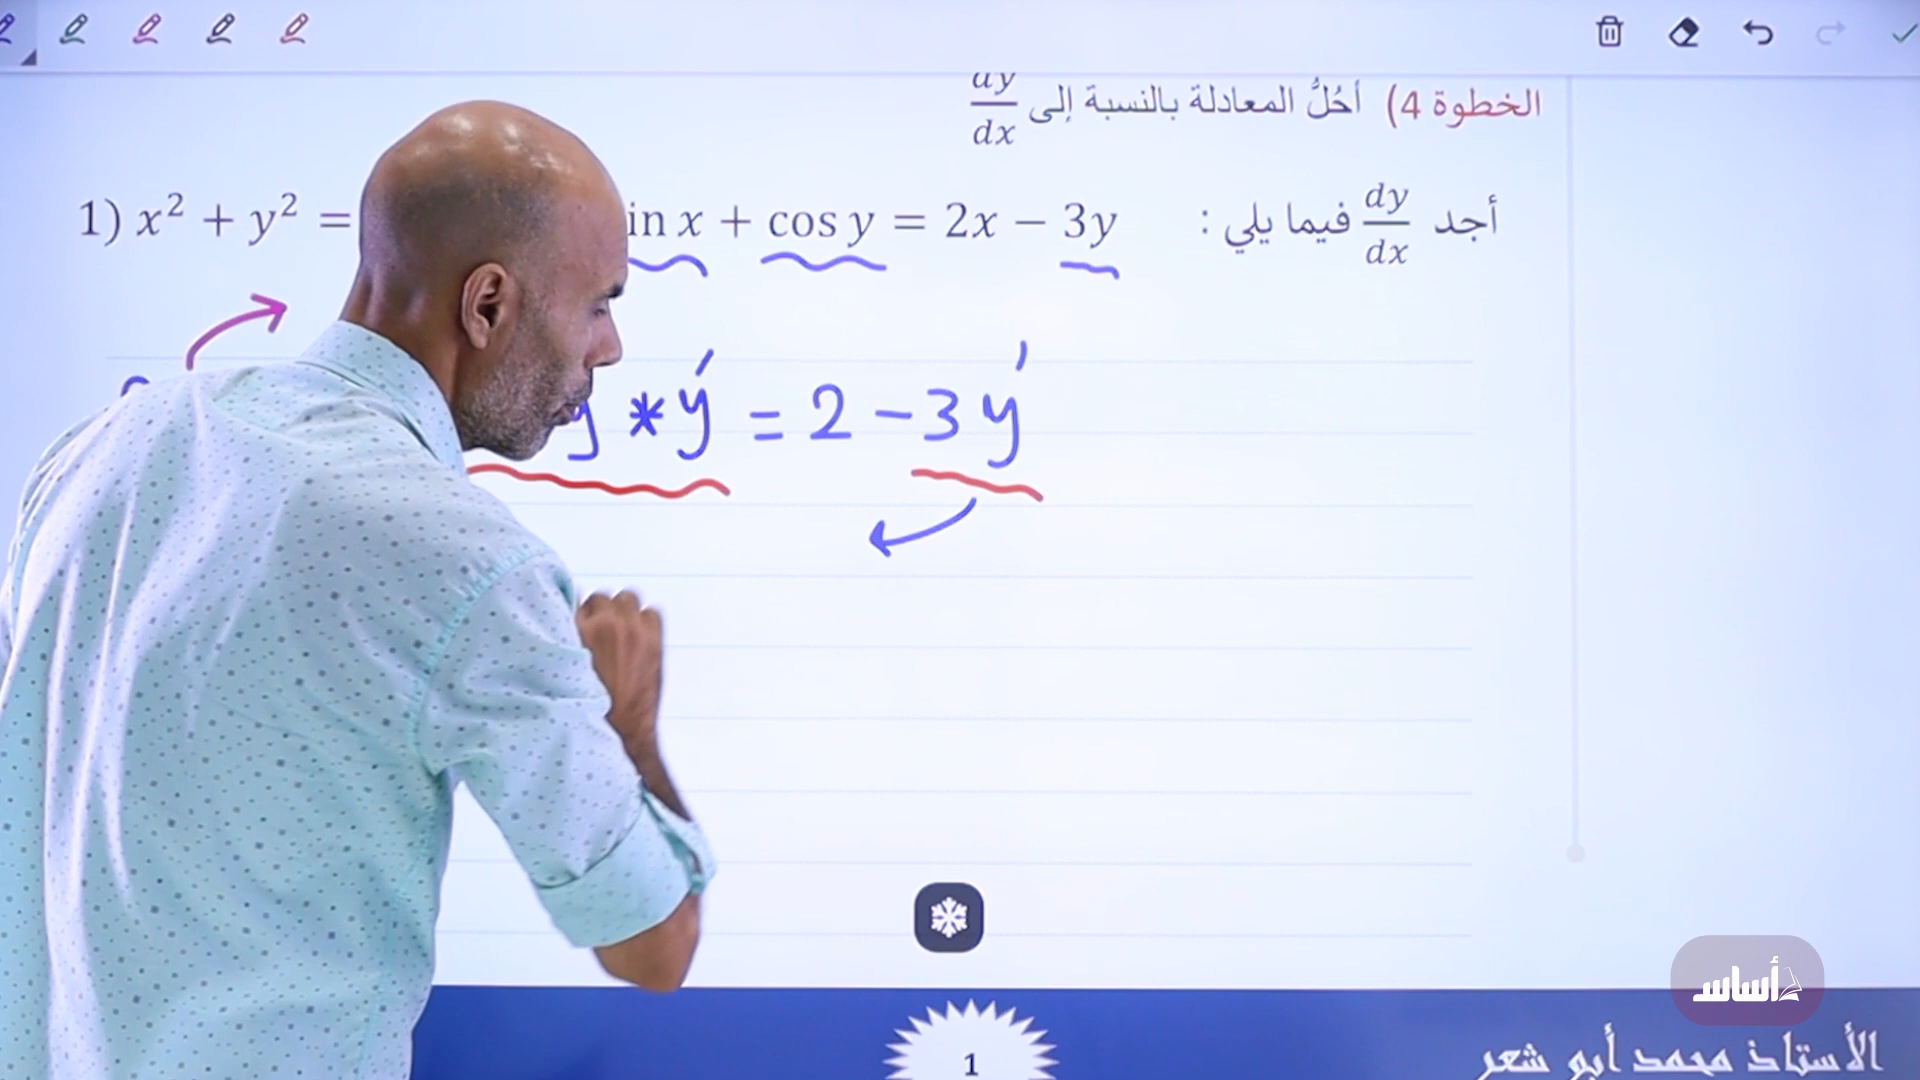 الخطوة 4) أحُلُّ المعادلة بالنسبة إلى dy/dx
أجد dy/dx فيما يلي :
1) x² + y² =
in x + cos y = 2x − 3y
y * y′ = 2 − 3y′
أساس
1
الأستاذ محمد أبو شعر